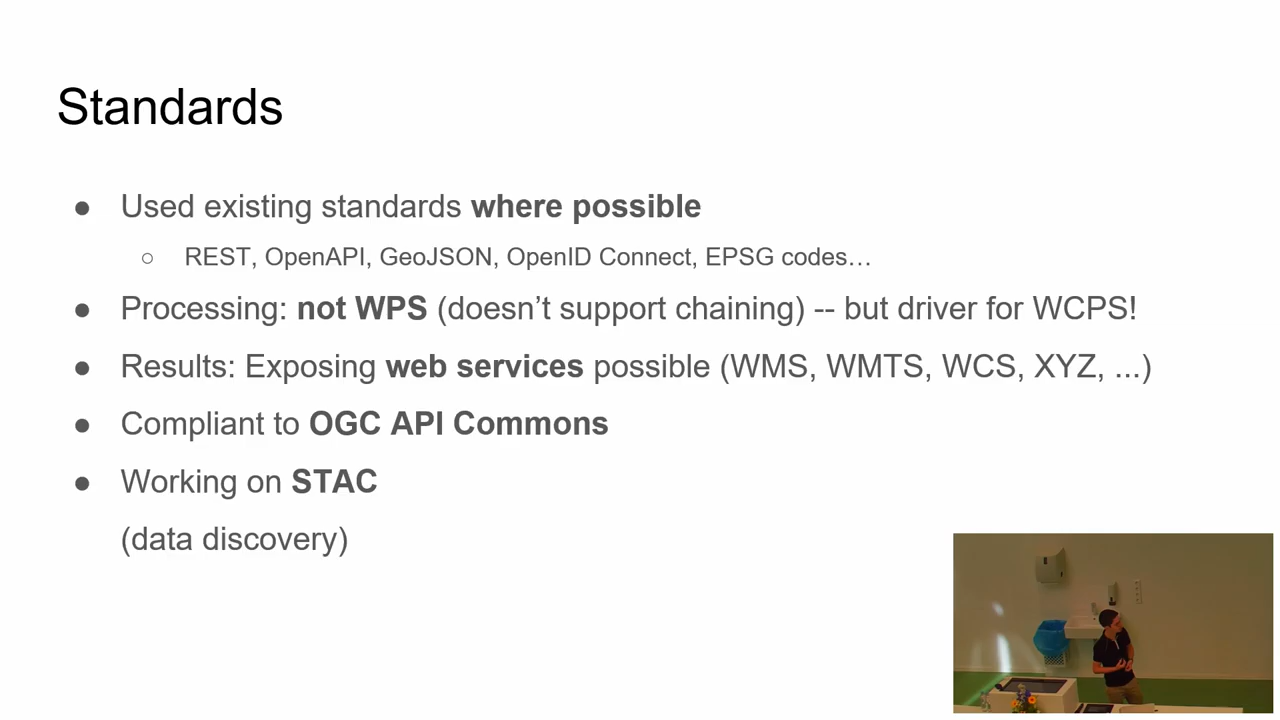 Standards
● Used existing standards where possible
○ REST, OpenAPI, GeoJSON, OpenID Connect, EPSG codes…
● Processing: not WPS (doesn’t support chaining) -- but driver for WCPS!
● Results: Exposing web services possible (WMS, WMTS, WCS, XYZ, ...)
● Compliant to OGC API Commons
● Working on STAC
(data discovery)